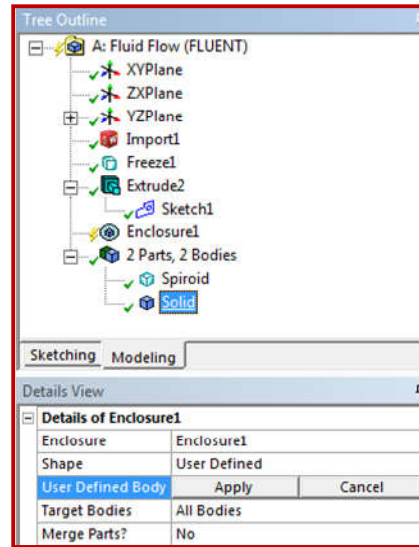 Tree Outline
A: Fluid Flow (FLUENT)
XYPlane
ZXPlane
YZPlane
Import1
Freeze1
Extrude2
Sketch1
Enclosure1
2 Parts, 2 Bodies
Spiroid
Solid
Sketching Modeling
Details View
Details of Enclosure1
Enclosure Enclosure1
Shape User Defined
User Defined Body Apply Cancel
Target Bodies All Bodies
Merge Parts? No